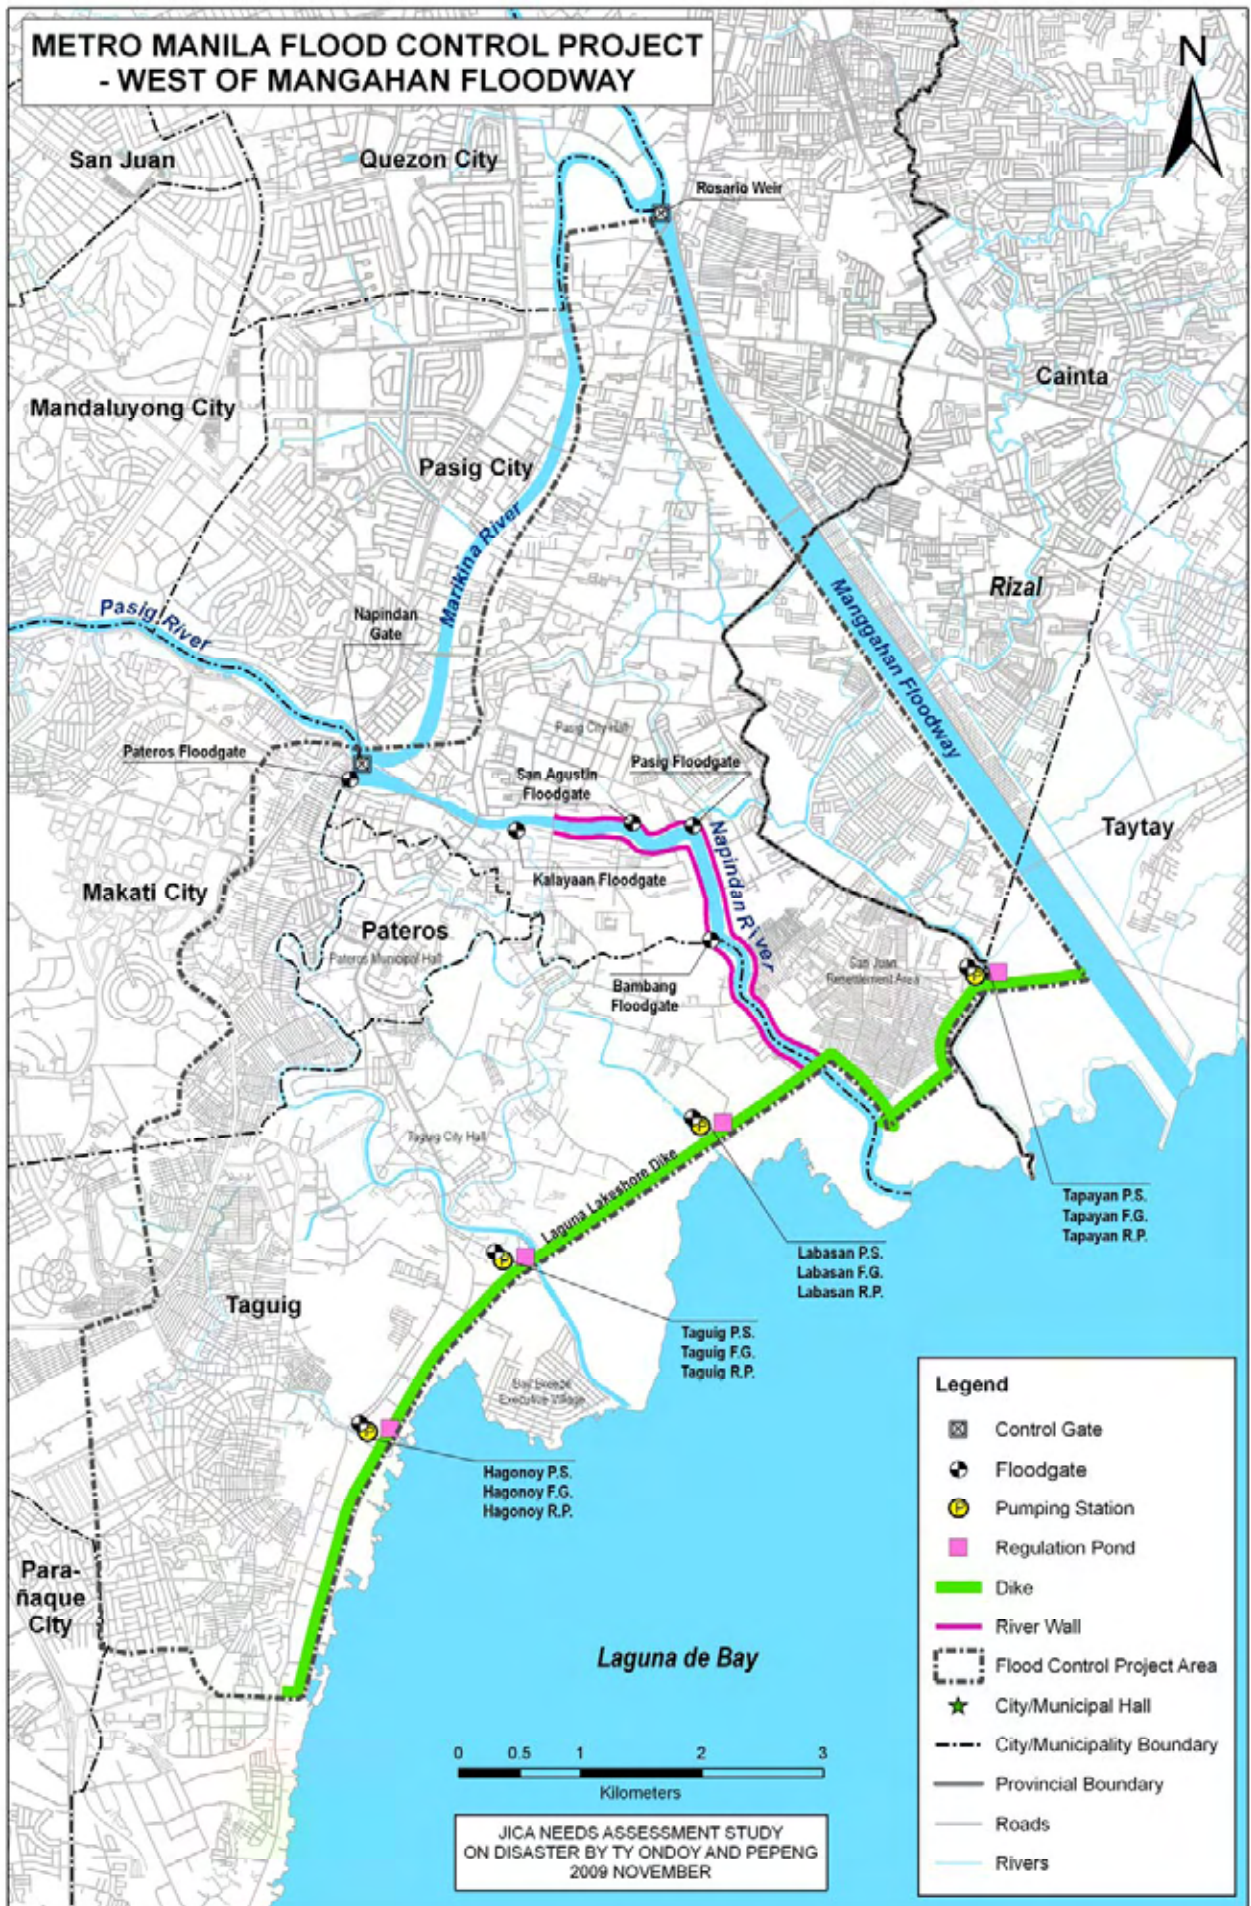 METRO MANILA FLOOD CONTROL PROJECT
- WEST OF MANGAHAN FLOODWAY
N
San Juan
Quezon City
Rosario Weir
Cainta
Mandaluyong City
Pasig City
Marikina River
Rizal
Manggahan Floodway
Pasig River
Napindan
Gate
Pasig City Hall
Pateros Floodgate
San Agustin
Floodgate
Pasig Floodgate
Taytay
Napindan River
Makati City
Kalayaan Floodgate
Pateros
Pateros Municipal Hall
San Juan
Resettlement Area
Bambang
Floodgate
Taguig City Hall
Laguna Lakeshore Dike
Tapayan P.S.
Tapayan F.G.
Tapayan R.P.
Labasan P.S.
Labasan F.G.
Labasan R.P.
Taguig
Taguig P.S.
Taguig F.G.
Taguig R.P.
Bay Breeze
Executive Village
Hagonoy P.S.
Hagonoy F.G.
Hagonoy R.P.
Para-
ñaque
City
Laguna de Bay
Legend
Control Gate
Floodgate
P Pumping Station
Regulation Pond
Dike
River Wall
Flood Control Project Area
City/Municipal Hall
City/Municipality Boundary
Provincial Boundary
Roads
Rivers
0 0.5 1 2 3
Kilometers
JICA NEEDS ASSESSMENT STUDY
ON DISASTER BY TY ONDOY AND PEPENG
2009 NOVEMBER